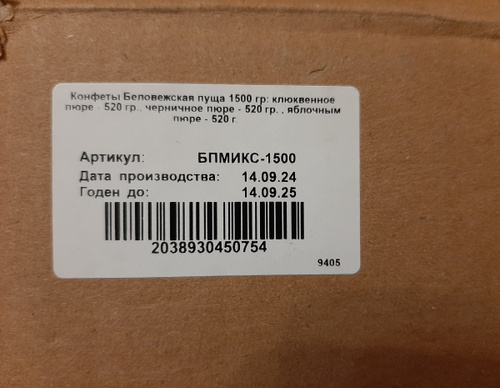 Конфеты Беловежская пуща 1500 гр: клюквенное
пюре - 520 гр., черничное пюре - 520 гр. , яблочным
пюре - 520 г.
Артикул: БПМИКС-1500
Дата производства: 14.09.24
Годен до: 14.09.25
2038930450754
9405